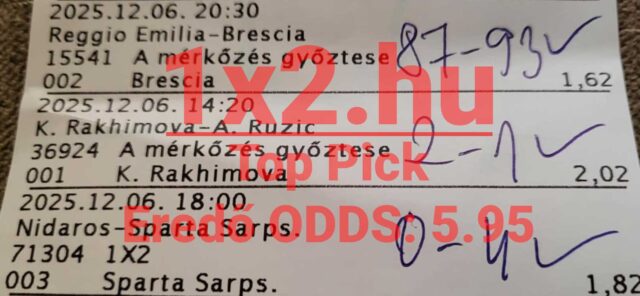 2025.12.06. 20:30
Reggio Emilia-Brescia
15541 A mérkőzés győztese 87-93✓
002 Brescia 1,62
1x2.hu
2025.12.06. 14:20
K. Rakhimova-A. Ruzic
36924 A mérkőzés győztese 2-1✓
Top Pick
001 K. Rakhimova 2,02
2025.12.06. 18:00
Eredő ODDS: 5.95
Nidaros-Sparta Sarps.
71304 1X2 0-4✓
003 Sparta Sarps. 1,82